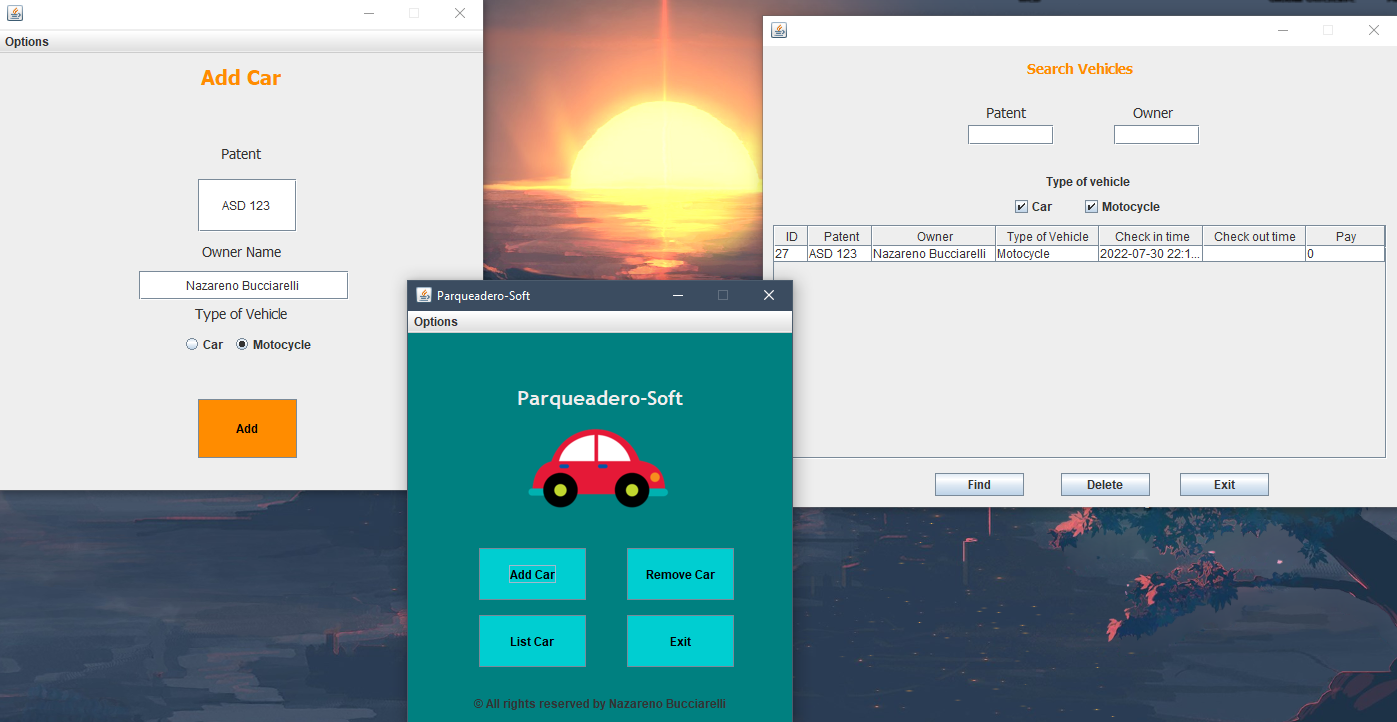 Options
Add Car
Patent
ASD 123
Owner Name
Nazareno Bucciarelli
Type of Vehicle
Car Motocycle
Add
Search Vehicles
Patent Owner
Type of vehicle
Car Motocycle
ID Patent Owner Type of Vehicle Check in time Check out time Pay
27 ASD 123 Nazareno Bucciarelli Motocycle 2022-07-30 22:1... 0
Find Delete Exit
Parqueadero-Soft
Options
Parqueadero-Soft
Add Car Remove Car
List Car Exit
© All rights reserved by Nazareno Bucciarelli